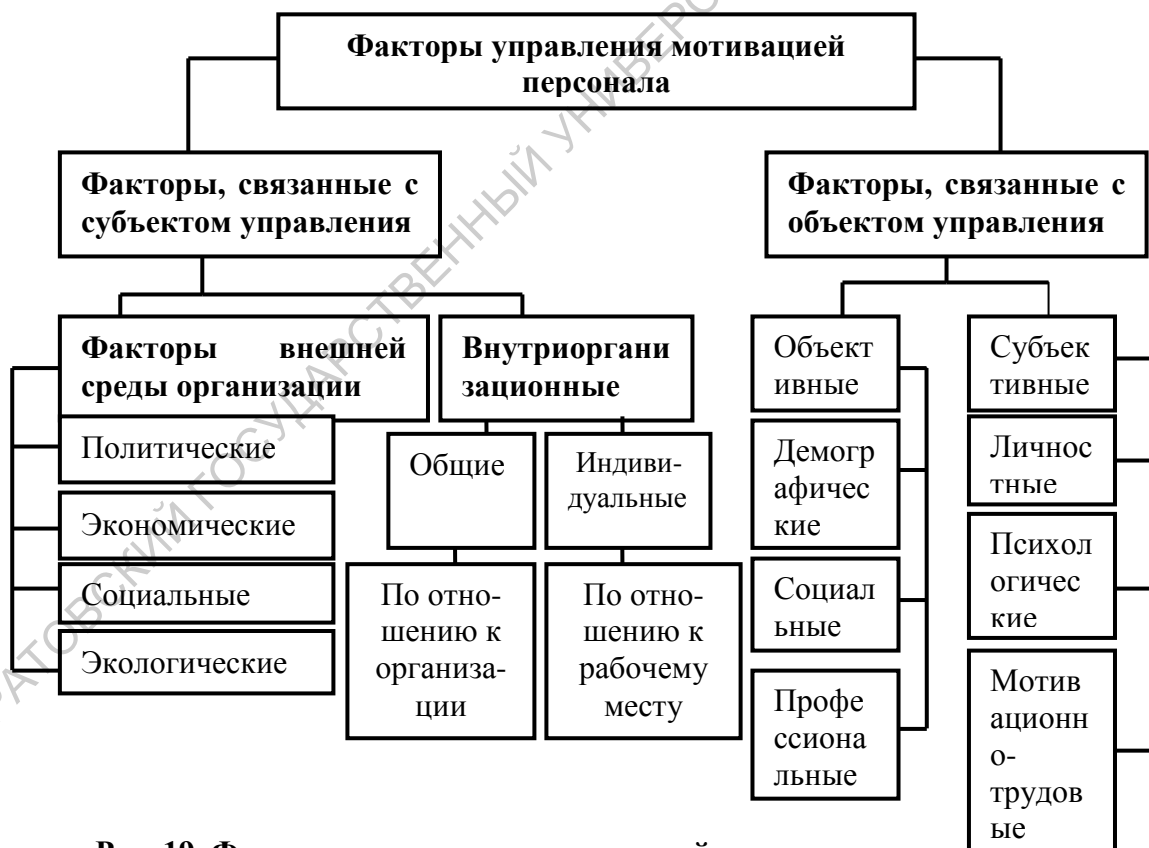 Факторы управления мотивацией
персонала
Факторы, связанные с
субъектом управления
Факторы, связанные с
объектом управления
Факторы внешней
среды организации
Внутриоргани
зационные
Объект
ивные
Субъек
тивные
Политические
Экономические
Социальные
Экологические
Общие
Индиви-
дуальные
По отно-
шению к
организа-
ции
По отно-
шению к
рабочему
месту
Демогр
афичес
кие
Социал
ьные
Профе
ссиона
льные
Личнос
тные
Психол
огичес
кие
Мотив
ационн
о-
трудов
ые
ГОСУДАРСТВЕННЫЙ